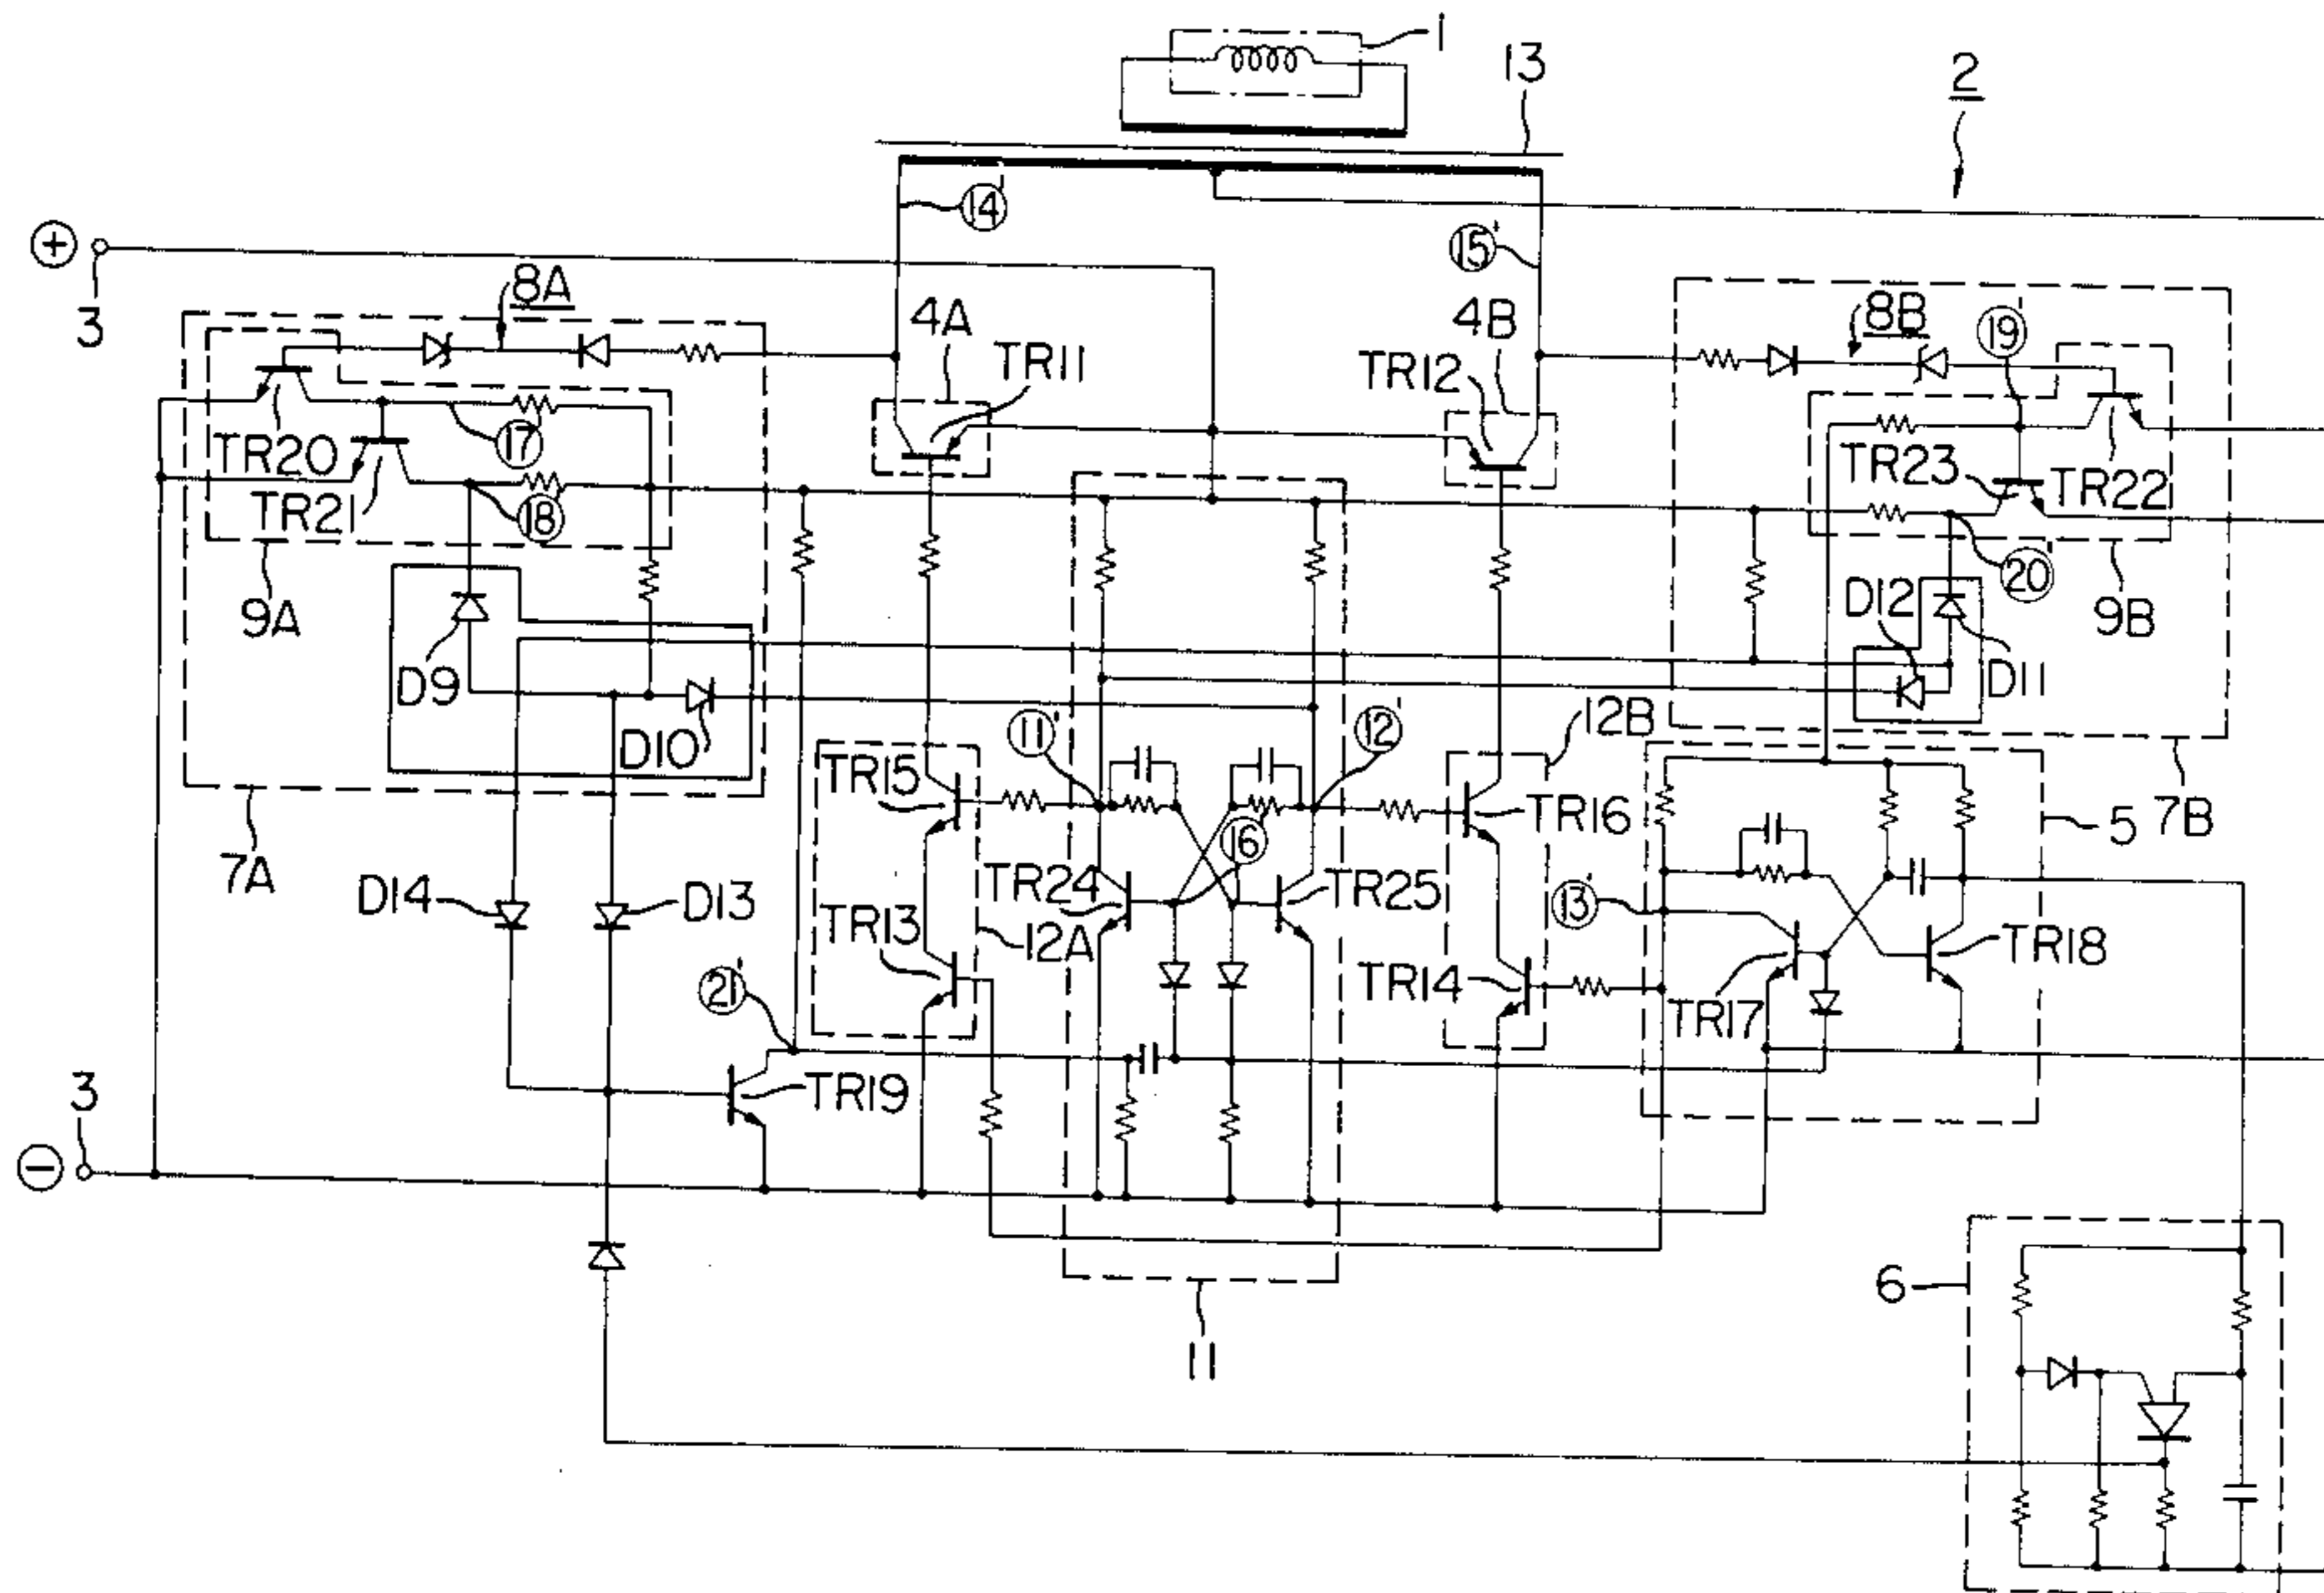 1
13
2
14'
+
3
15'
8A
4A
4B
8B
19'
TR11
TR12
TR20
17'
TR21
18'
TR23
TR22
20'
9A
D12
9B
D9
D11
D10
11'
12'
12B
TR15
TR16
5
7B
7A
16'
TR24
TR25
D14
D13
13'
TR13
12A
TR18
TR14
TR17
21'
3
TR19
−
6
11